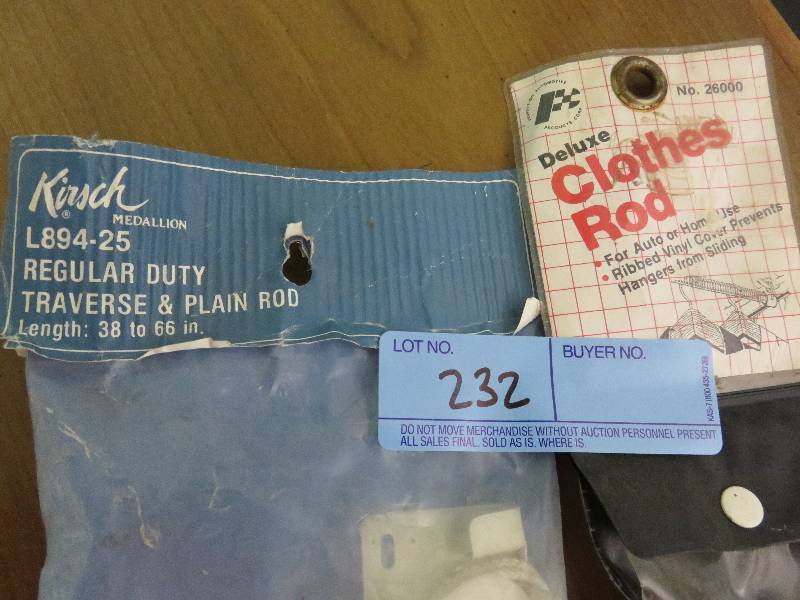 Kirsch
®
MEDALLION
L894-25
REGULAR DUTY
TRAVERSE & PLAIN ROD
Length: 38 to 66 in.
No. 26000
Deluxe
Clothes
Rod
• For Auto or Home Use
• Ribbed Vinyl Cover Prevents
Hangers from Sliding
LOT NO.
232
BUYER NO.
DO NOT MOVE MERCHANDISE WITHOUT AUCTION PERSONNEL PRESENT
ALL SALES FINAL. SOLD AS IS. WHERE IS.